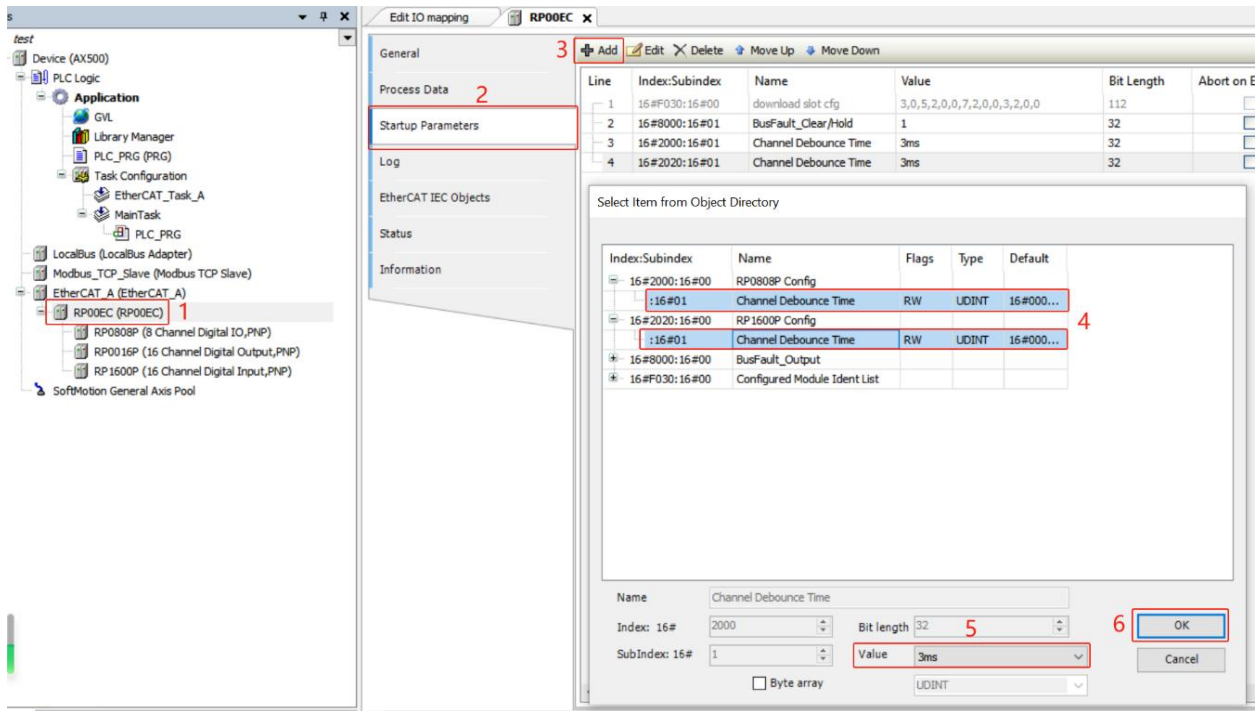 s
test
Device (AX500)
PLC Logic
Application
GVL
Library Manager
PLC_PRG (PRG)
Task Configuration
EtherCAT_Task_A
MainTask
PLC_PRG
LocalBus (LocalBus Adapter)
Modbus_TCP_Slave (Modbus TCP Slave)
EtherCAT_A (EtherCAT_A)
RP00EC (RP00EC) 1
RP0808P (8 Channel Digital IO,PNP)
RP0016P (16 Channel Digital Output,PNP)
RP1600P (16 Channel Digital Input,PNP)
SoftMotion General Axis Pool
Edit IO mapping RP00EC
General
Process Data
2
Startup Parameters
Log
EtherCAT IEC Objects
Status
Information
3 Add Edit Delete Move Up Move Down
Line Index:Subindex Name Value Bit Length Abort on E
1 16#F030:16#00 download slot cfg 3,0,5,2,0,0,7,2,0,0,3,2,0,0 112
2 16#8000:16#01 BusFault_Clear/Hold 1 32
3 16#2000:16#01 Channel Debounce Time 3ms 32
4 16#2020:16#01 Channel Debounce Time 3ms 32
Select Item from Object Directory
Index:Subindex Name Flags Type Default
16#2000:16#00 RP0808P Config
:16#01 Channel Debounce Time RW UDINT 16#000...
16#2020:16#00 RP1600P Config 4
:16#01 Channel Debounce Time RW UDINT 16#000...
16#8000:16#00 BusFault_Output
16#F030:16#00 Configured Module Ident List
Name Channel Debounce Time
Index: 16# 2000 Bit length 32 5 6 OK
SubIndex: 16# 1 Value 3ms Cancel
Byte array UDINT